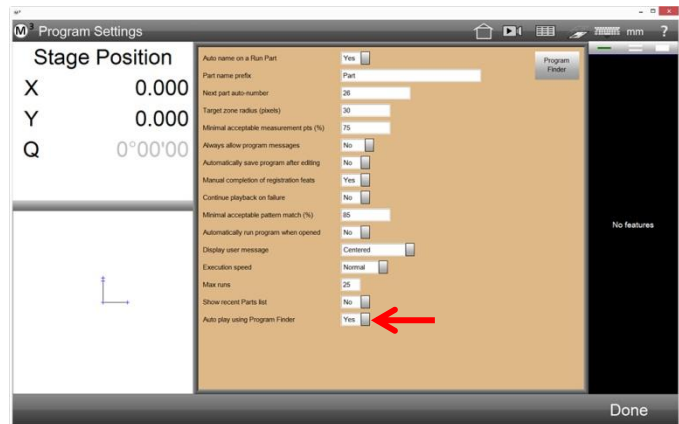 M³ Program Settings
mm ?
Stage Position
X 0.000
Y 0.000
Q 0°00'00
Auto name on a Run Part Yes
Part name prefix Part
Next part auto-number 26
Target zone radius (pixels) 30
Minimal acceptable measurement pts (%) 75
Always allow program messages No
Automatically save program after editing No
Manual completion of registration feats Yes
Continue playback on failure No
Minimal acceptable pattern match (%) 85
Automatically run program when opened No
Display user message Centered
Execution speed Normal
Max runs 25
Show recent Parts list No
Auto play using Program Finder Yes
Program
Finder
No features
Done